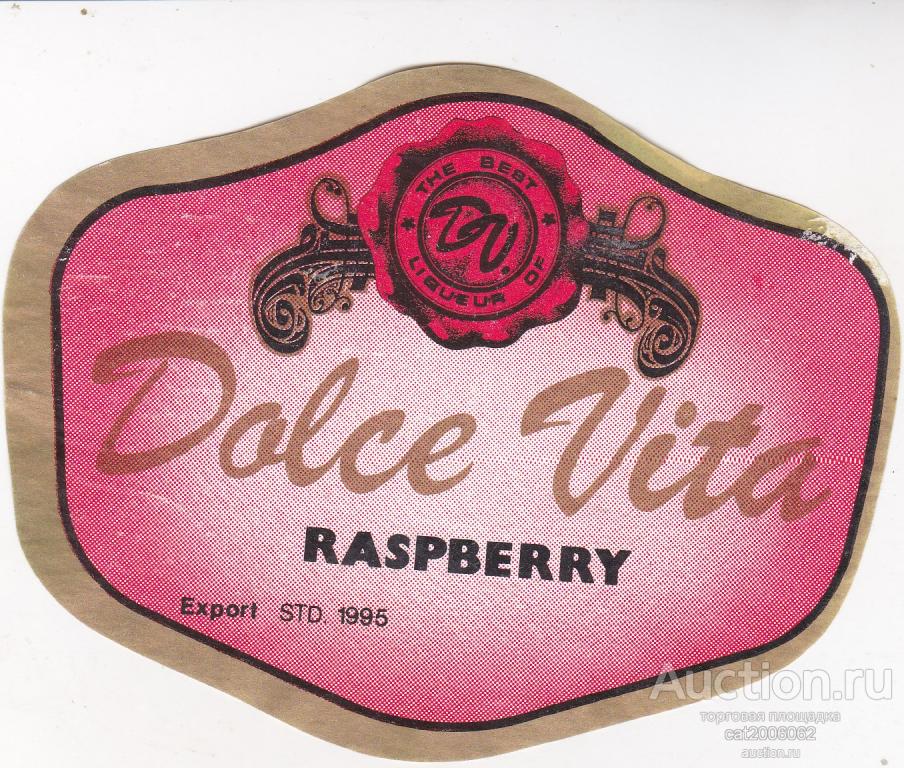 THE BEST
DV.
LIQUEUR OF
Dolce Vita
RASPBERRY
Export STD. 1995
Auction.ru
торговая площадка
cat2006062
auction.ru